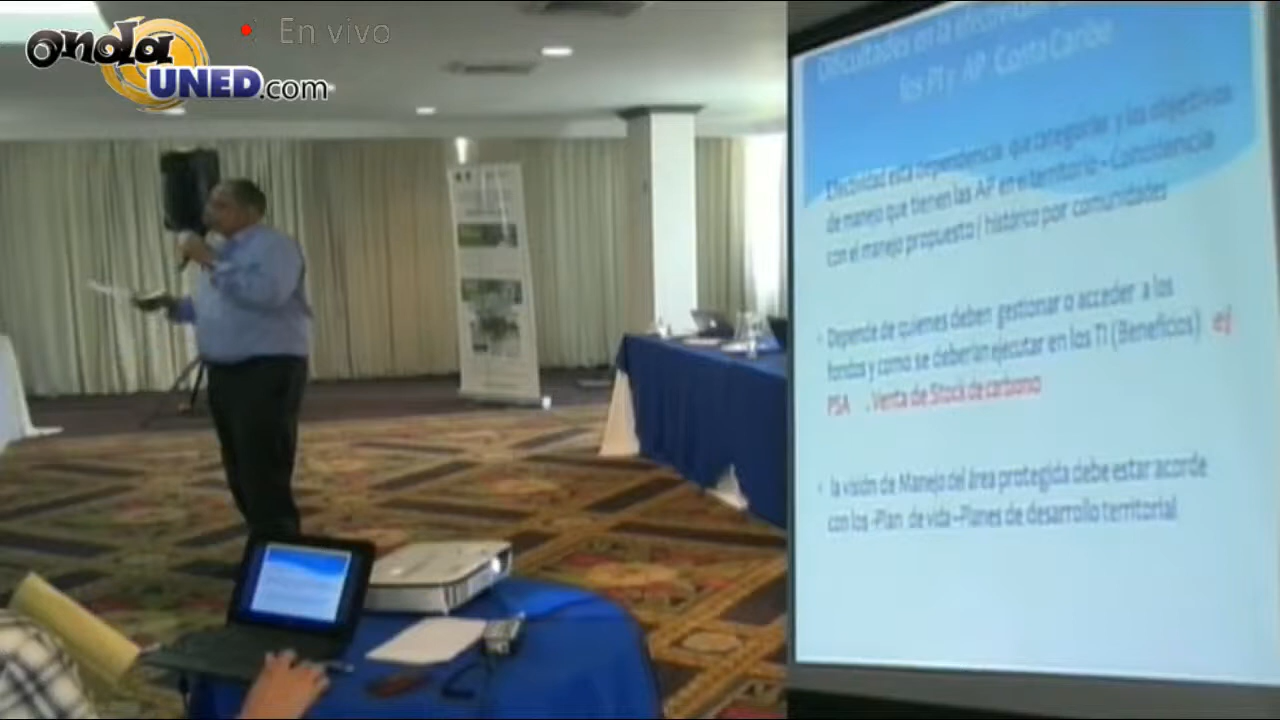 onda
UNED.com
En vivo
Dificultades en la efectividad
los PI y AP Costa Caribe
Efectividad esta dependencia que categorías y los objetivos
de manejo que tienen las AP en el territorio - Coincidencia
con el manejo propuesto / histórico por comunidades
Depende de quienes deben gestionar o acceder a los
fondos y como se deberían ejecutar en los TI (Beneficios) ej
PSA . Venta de Stock de carbono
la visión de Manejo del área protegida debe estar acorde
con los -Plan de vida –Planes de desarrollo territorial